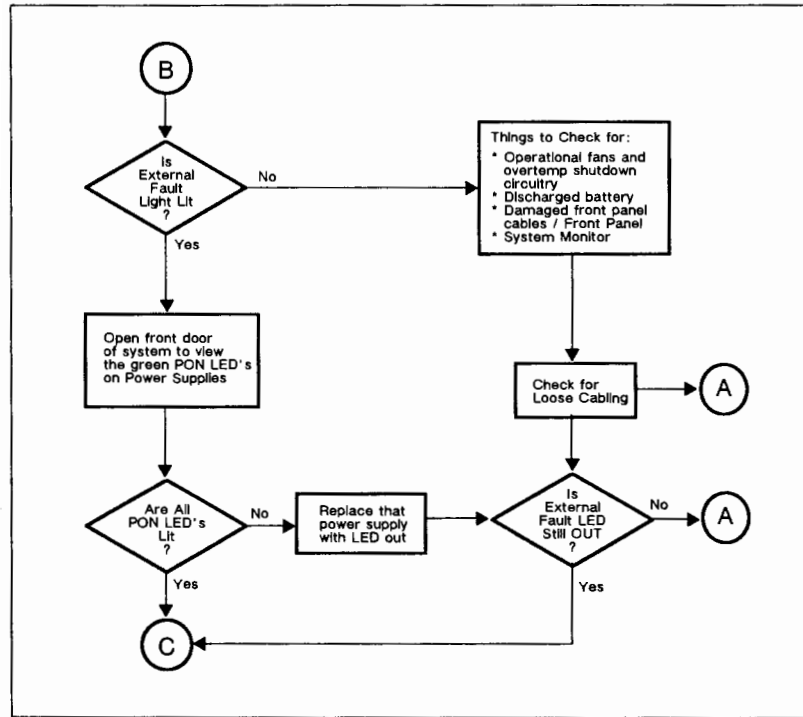 B
Is
External
Fault
Light Lit
?
No
Yes
Things to Check for:
* Operational fans and
overtemp shutdown
circuitry
* Discharged battery
* Damaged front panel
cables / Front Panel
* System Monitor
Open front door
of system to view
the green PON LED's
on Power Supplies
Check for
Loose Cabling
A
Are All
PON LED's
Lit
?
No
Yes
Replace that
power supply
with LED out
Is
External
Fault LED
Still OUT
?
No
A
Yes
C